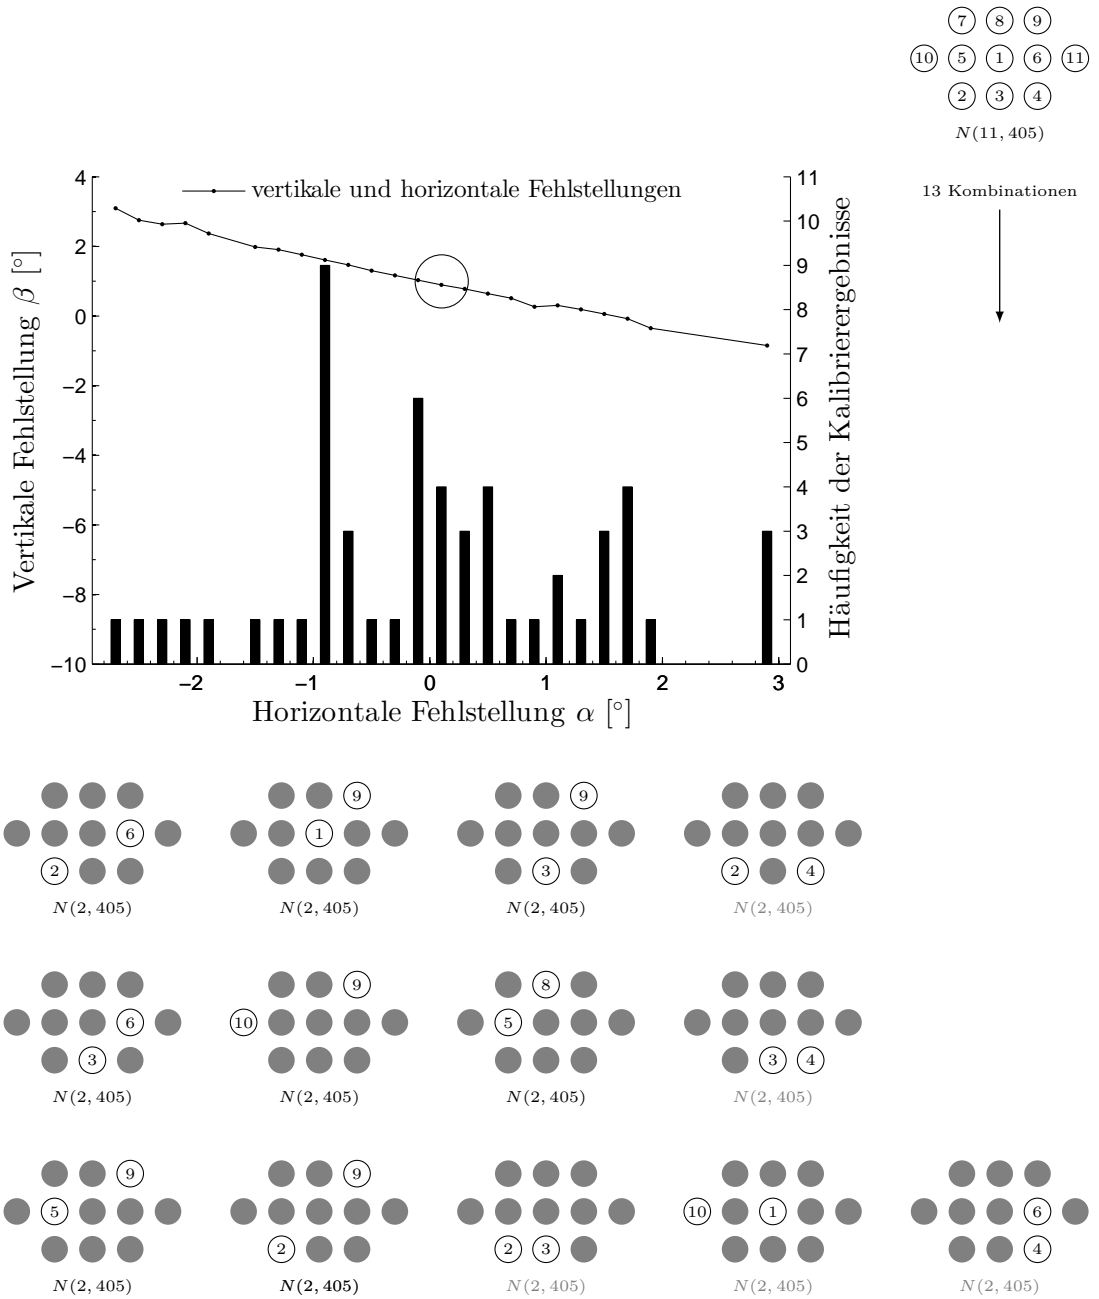 7 8 9
10 5 1 6 11
2 3 4
N(11, 405)
13 Kombinationen
vertikale und horizontale Fehlstellungen
4
2
0
−2
−4
−6
−8
−10
Vertikale Fehlstellung β [°]
11
10
9
8
7
6
5
4
3
2
1
0
Häufigkeit der Kalibrierergebnisse
−2 −1 0 1 2 3
Horizontale Fehlstellung α [°]
9 9
6 1
2 3 2 4
N(2, 405) N(2, 405) N(2, 405) N(2, 405)
9 8
6 10 5
3 3 4
N(2, 405) N(2, 405) N(2, 405) N(2, 405)
9 9
5 10 1 6
2 2 3 4
N(2, 405) N(2, 405) N(2, 405) N(2, 405) N(2, 405)